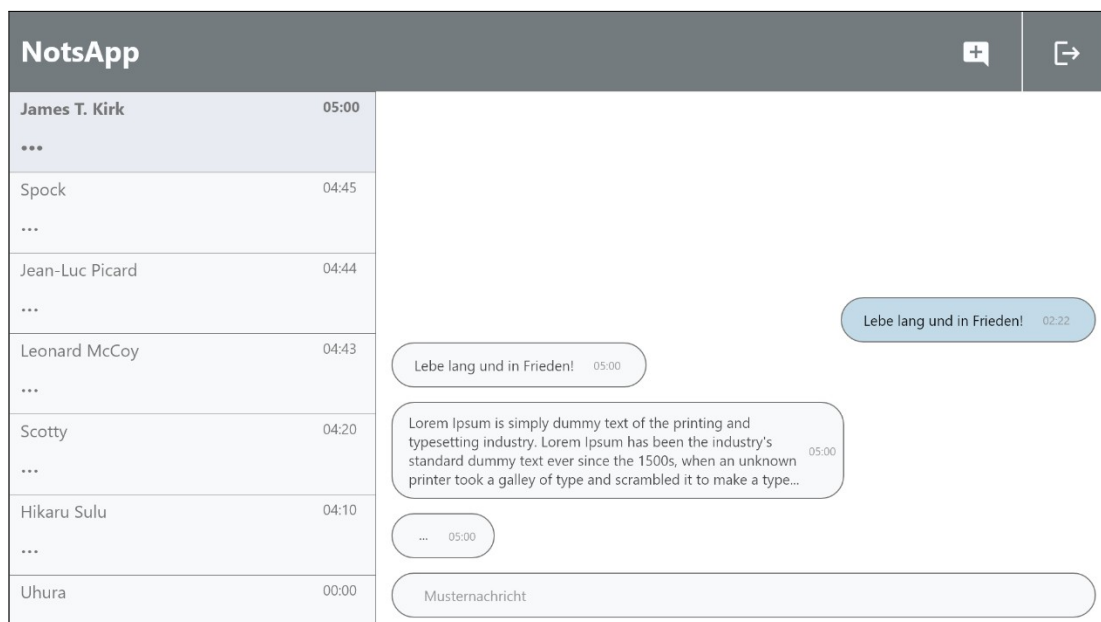 NotsApp
James T. Kirk 05:00
...
Spock 04:45
...
Jean-Luc Picard 04:44
...
Leonard McCoy 04:43
...
Scotty 04:20
...
Hikaru Sulu 04:10
...
Uhura 00:00
Lebe lang und in Frieden! 02:22
Lebe lang und in Frieden! 05:00
Lorem Ipsum is simply dummy text of the printing and
typesetting industry. Lorem Ipsum has been the industry's
standard dummy text ever since the 1500s, when an unknown
printer took a galley of type and scrambled it to make a type...
05:00
... 05:00
Musternachricht